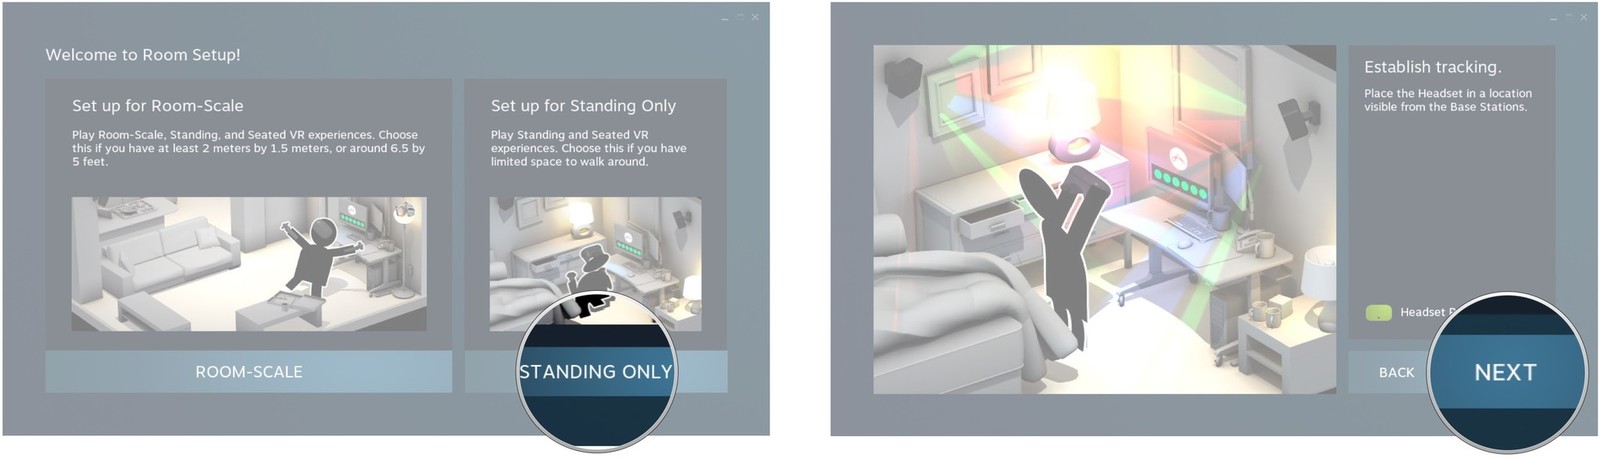 Welcome to Room Setup!
Set up for Room-Scale
Play Room-Scale, Standing, and Seated VR experiences. Choose
this if you have at least 2 meters by 1.5 meters, or around 6.5 by
5 feet.
ROOM-SCALE
Set up for Standing Only
Play Standing and Seated VR
experiences. Choose this if you have
limited space to walk around.
STANDING ONLY
Establish tracking.
Place the Headset in a location
visible from the Base Stations.
Headset
BACK
NEXT